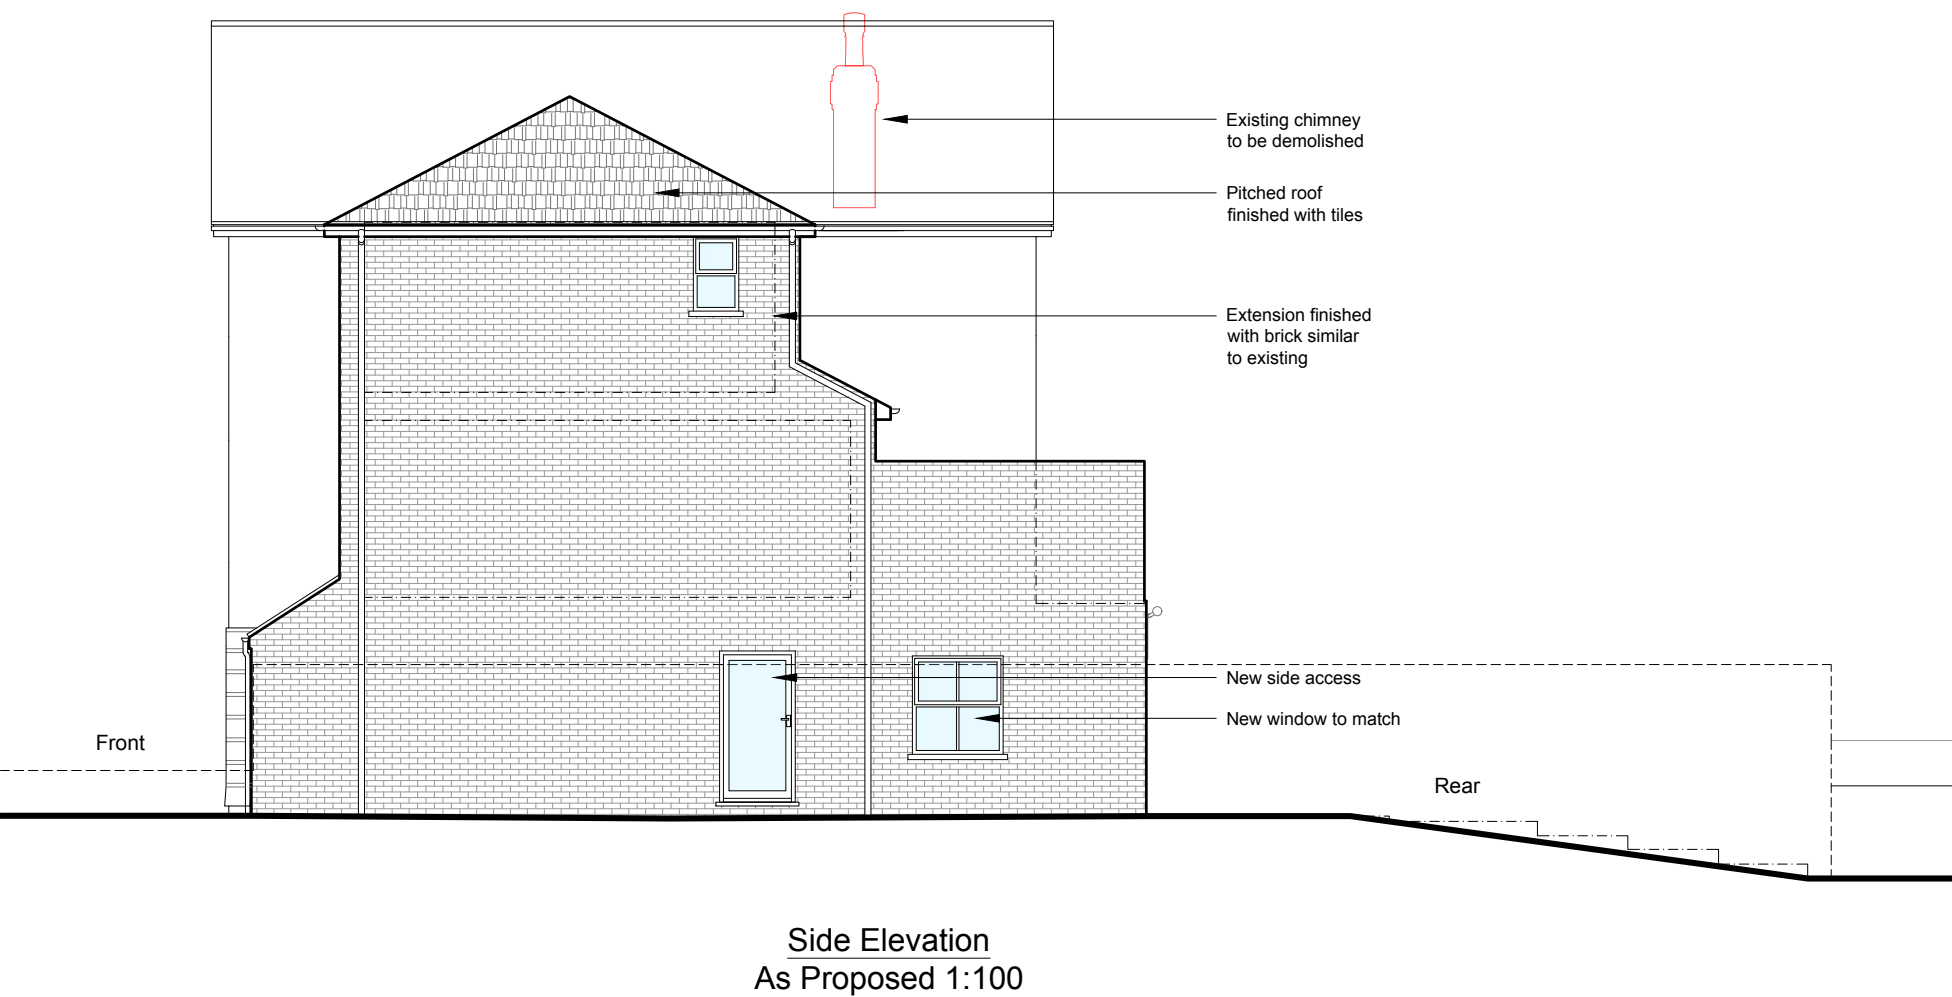 Existing chimney
to be demolished
Pitched roof
finished with tiles
Extension finished
with brick similar
to existing
New side access
New window to match
Front
Rear
Side Elevation
As Proposed 1:100